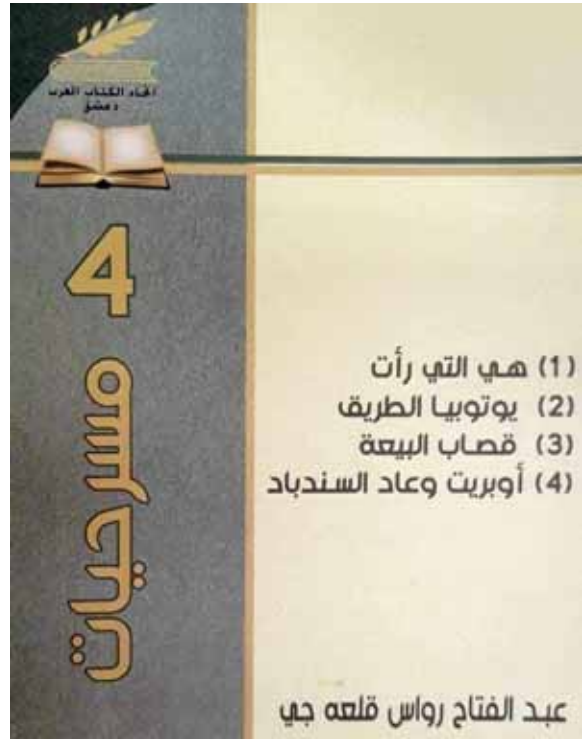 اتحاد الكتاب العرب
دمشق
4 مسرحيات
(1) هي التي رأت
(2) يوتوبيا الطريق
(3) قصاب البيعة
(4) أوبريت وعاد السندباد
عبد الفتاح رواس قلعه جي